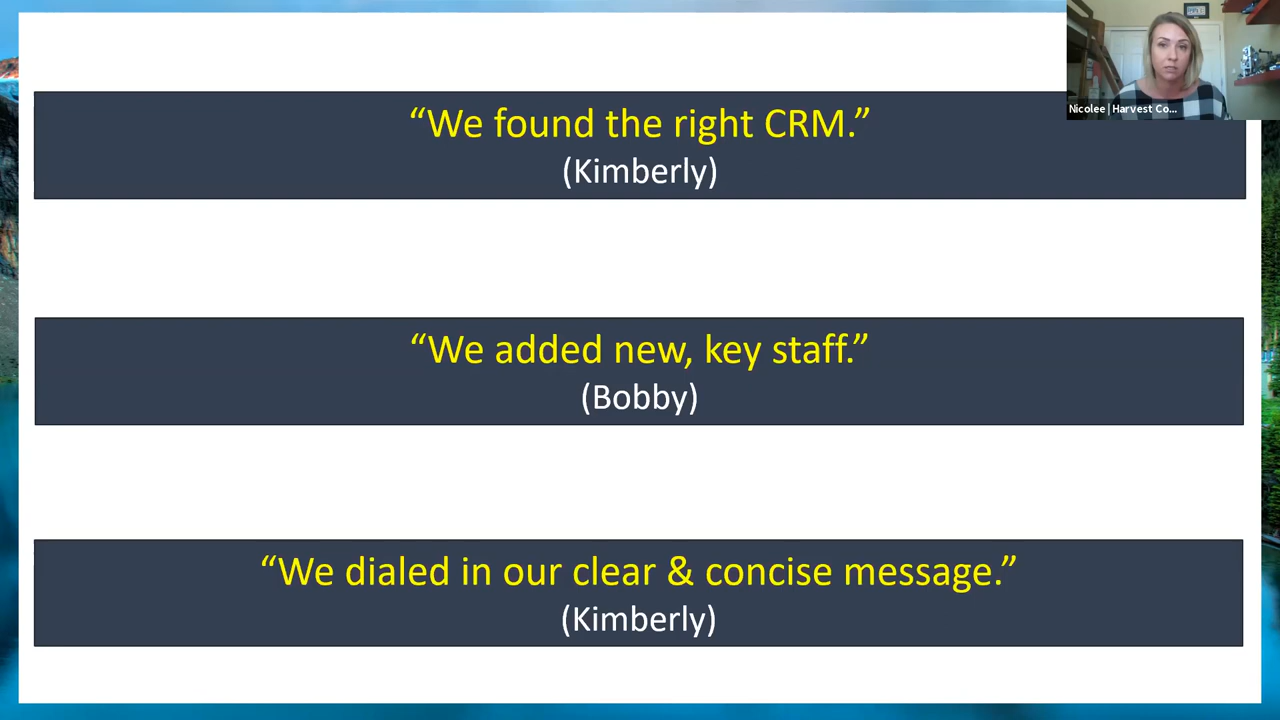 “We found the right CRM.”
(Kimberly)
Nicolee | Harvest Co...
“We added new, key staff.”
(Bobby)
“We dialed in our clear & concise message.”
(Kimberly)